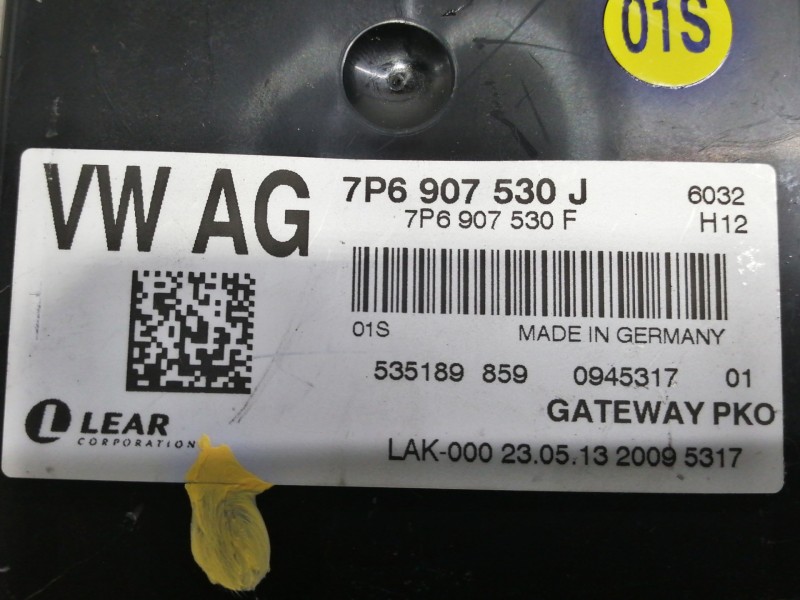 01S
VW AG
7P6 907 530 J
6032
7P6 907 530 F
H12
01S
MADE IN GERMANY
535189 859
0945317
01
GATEWAY PKO
LEAR
CORPORATION
LAK-000 23.05.13 2009 5317